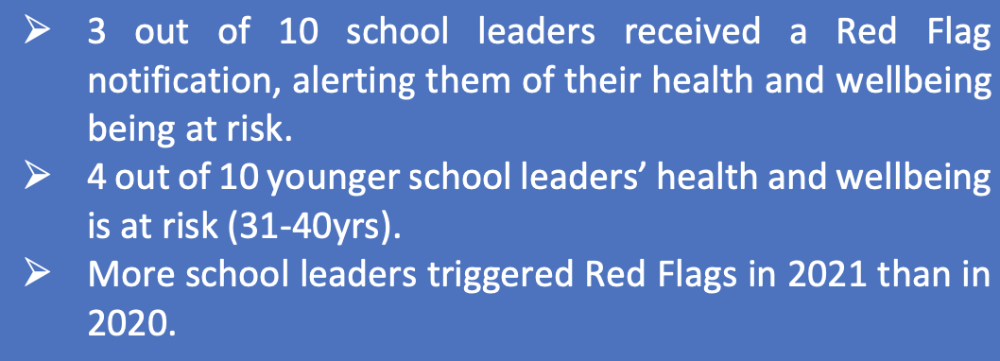 ➢ 3 out of 10 school leaders received a Red Flag
notification, alerting them of their health and wellbeing
being at risk.
➢ 4 out of 10 younger school leaders’ health and wellbeing
is at risk (31-40yrs).
➢ More school leaders triggered Red Flags in 2021 than in
2020.